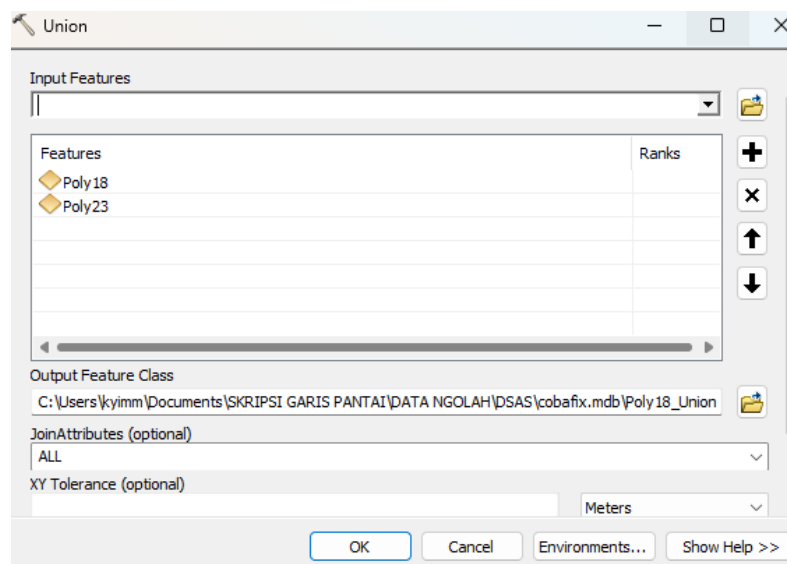 Union
Input Features
Features Ranks
Poly18
Poly23
Output Feature Class
C:\Users\kyimm\Documents\SKRIPSI GARIS PANTAI\DATA NGOLAH\DSAS\cobafix.mdb\Poly18_Union
JoinAttributes (optional)
ALL
XY Tolerance (optional)
Meters
OK Cancel Environments... Show Help >>